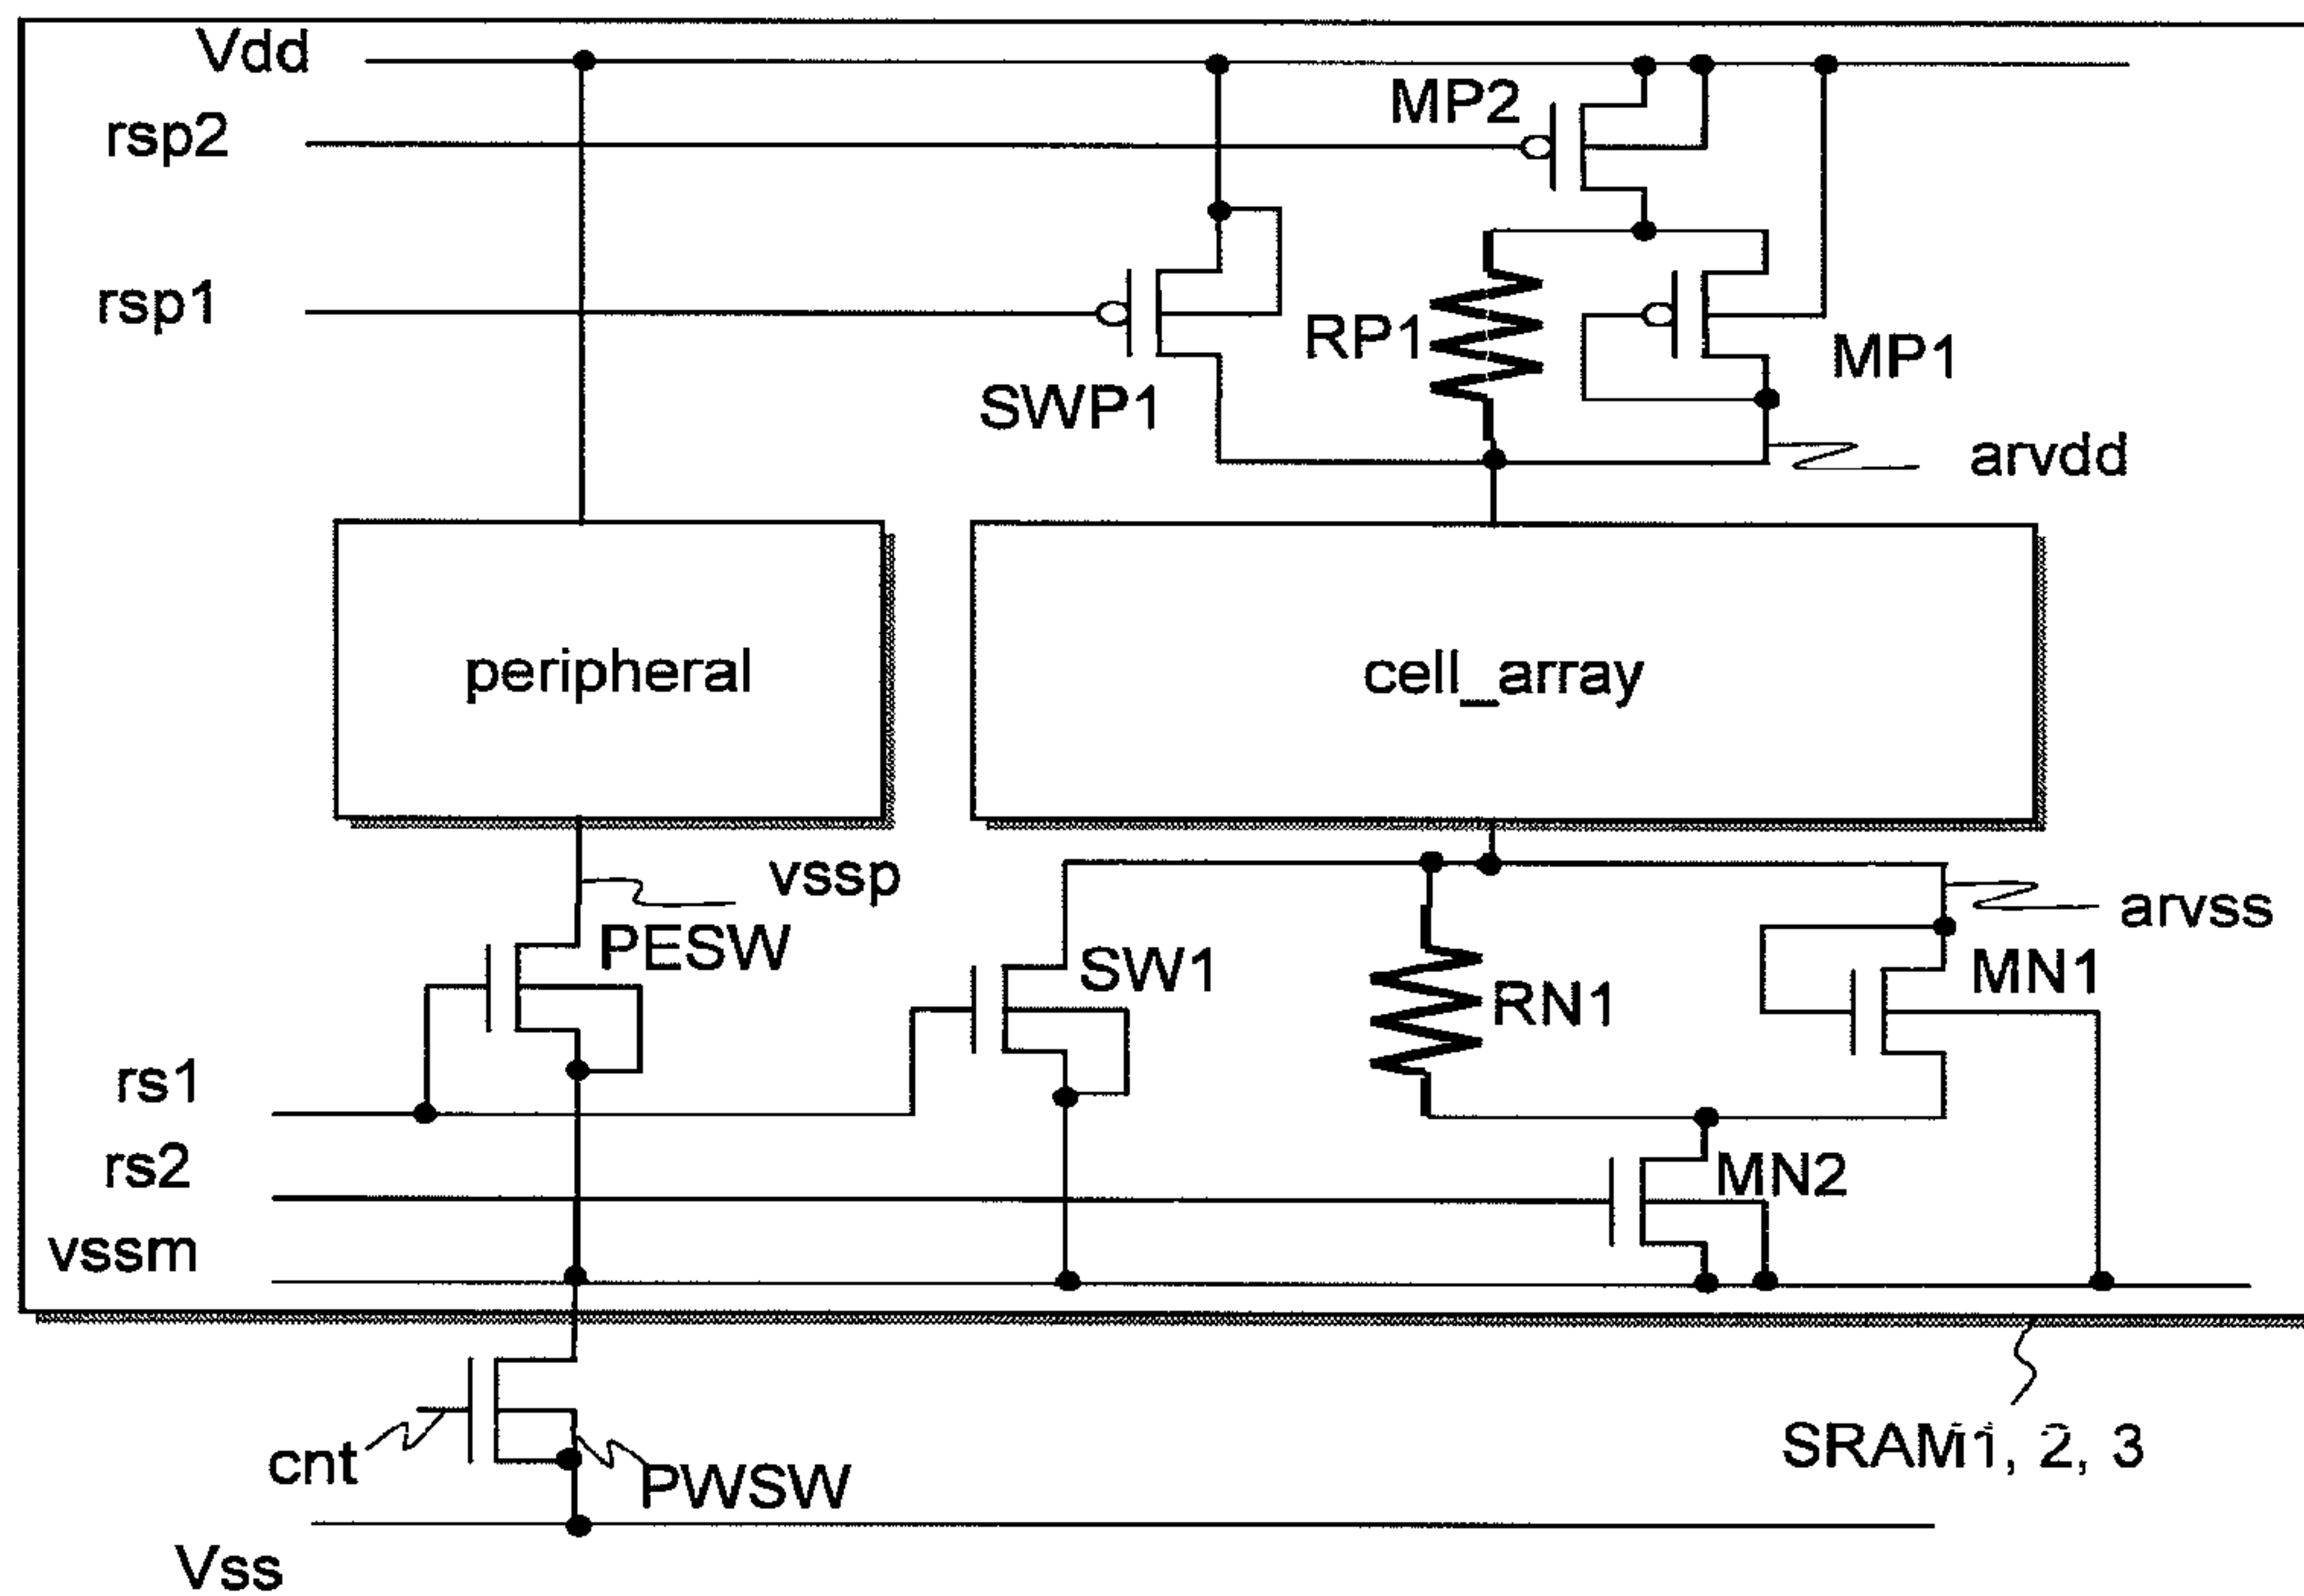 Vdd
MP2
rsp2
rsp1
RP1
MP1
SWP1
arvdd
peripheral
cell_array
vssp
arvss
PESW
SW1
MN1
RN1
rs1
rs2
MN2
vssm
cnt
PWSW
SRAM1, 2, 3
Vss